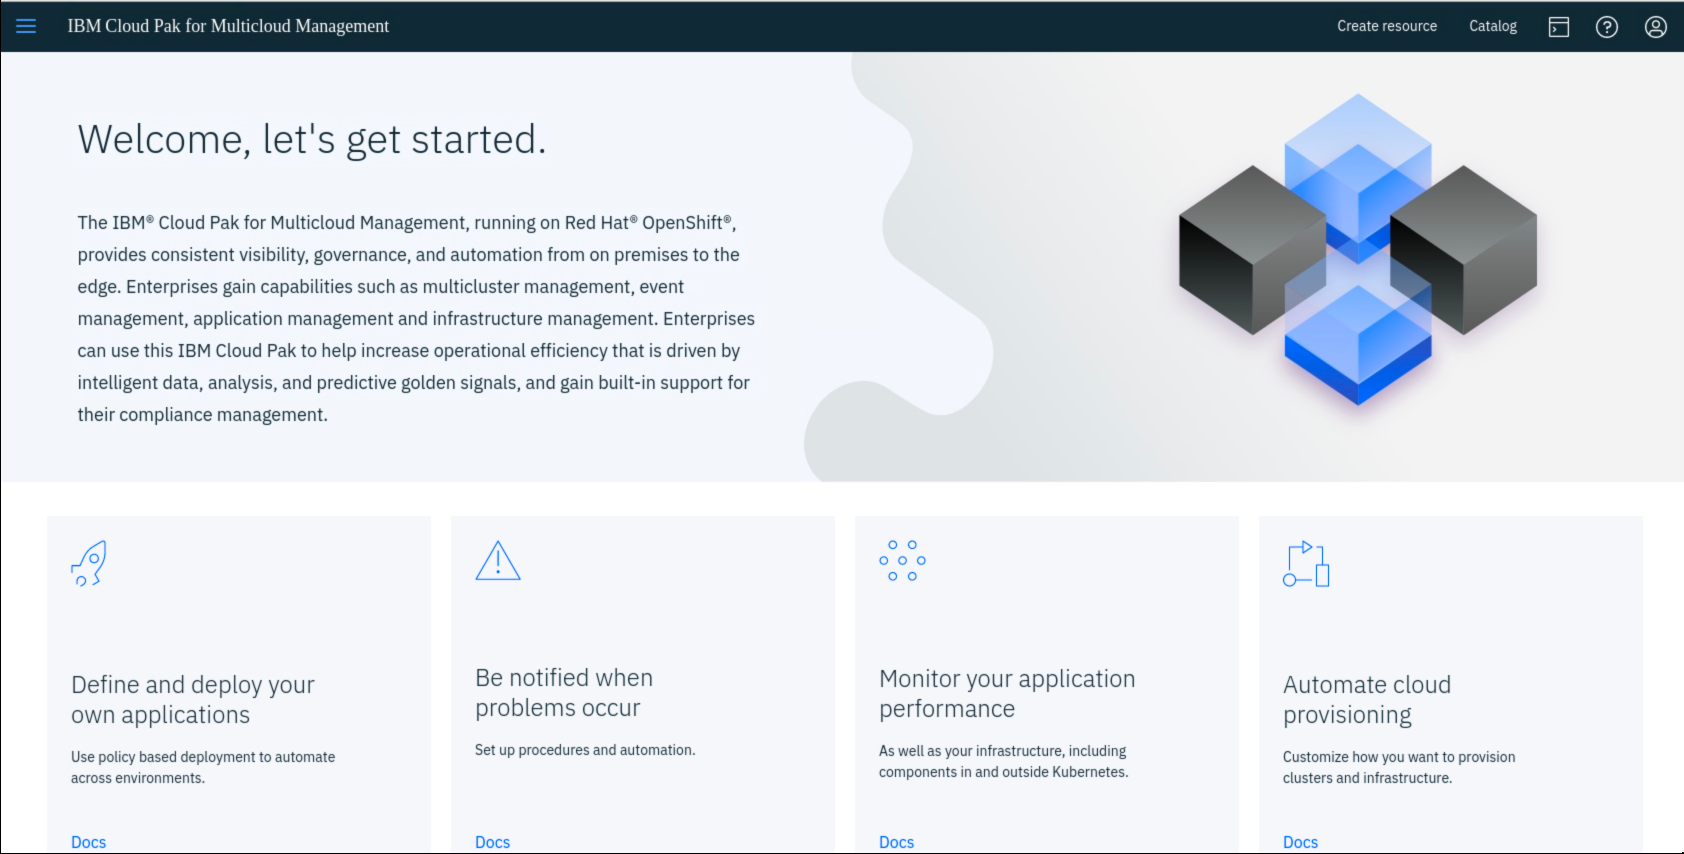 IBM Cloud Pak for Multicloud Management
Create resource
Catalog
Welcome, let's get started.
The IBM® Cloud Pak for Multicloud Management, running on Red Hat® OpenShift®,
provides consistent visibility, governance, and automation from on premises to the
edge. Enterprises gain capabilities such as multicluster management, event
management, application management and infrastructure management. Enterprises
can use this IBM Cloud Pak to help increase operational efficiency that is driven by
intelligent data, analysis, and predictive golden signals, and gain built-in support for
their compliance management.
Define and deploy your
own applications
Use policy based deployment to automate
across environments.
Docs
Be notified when
problems occur
Set up procedures and automation.
Docs
Monitor your application
performance
As well as your infrastructure, including
components in and outside Kubernetes.
Docs
Automate cloud
provisioning
Customize how you want to provision
clusters and infrastructure.
Docs